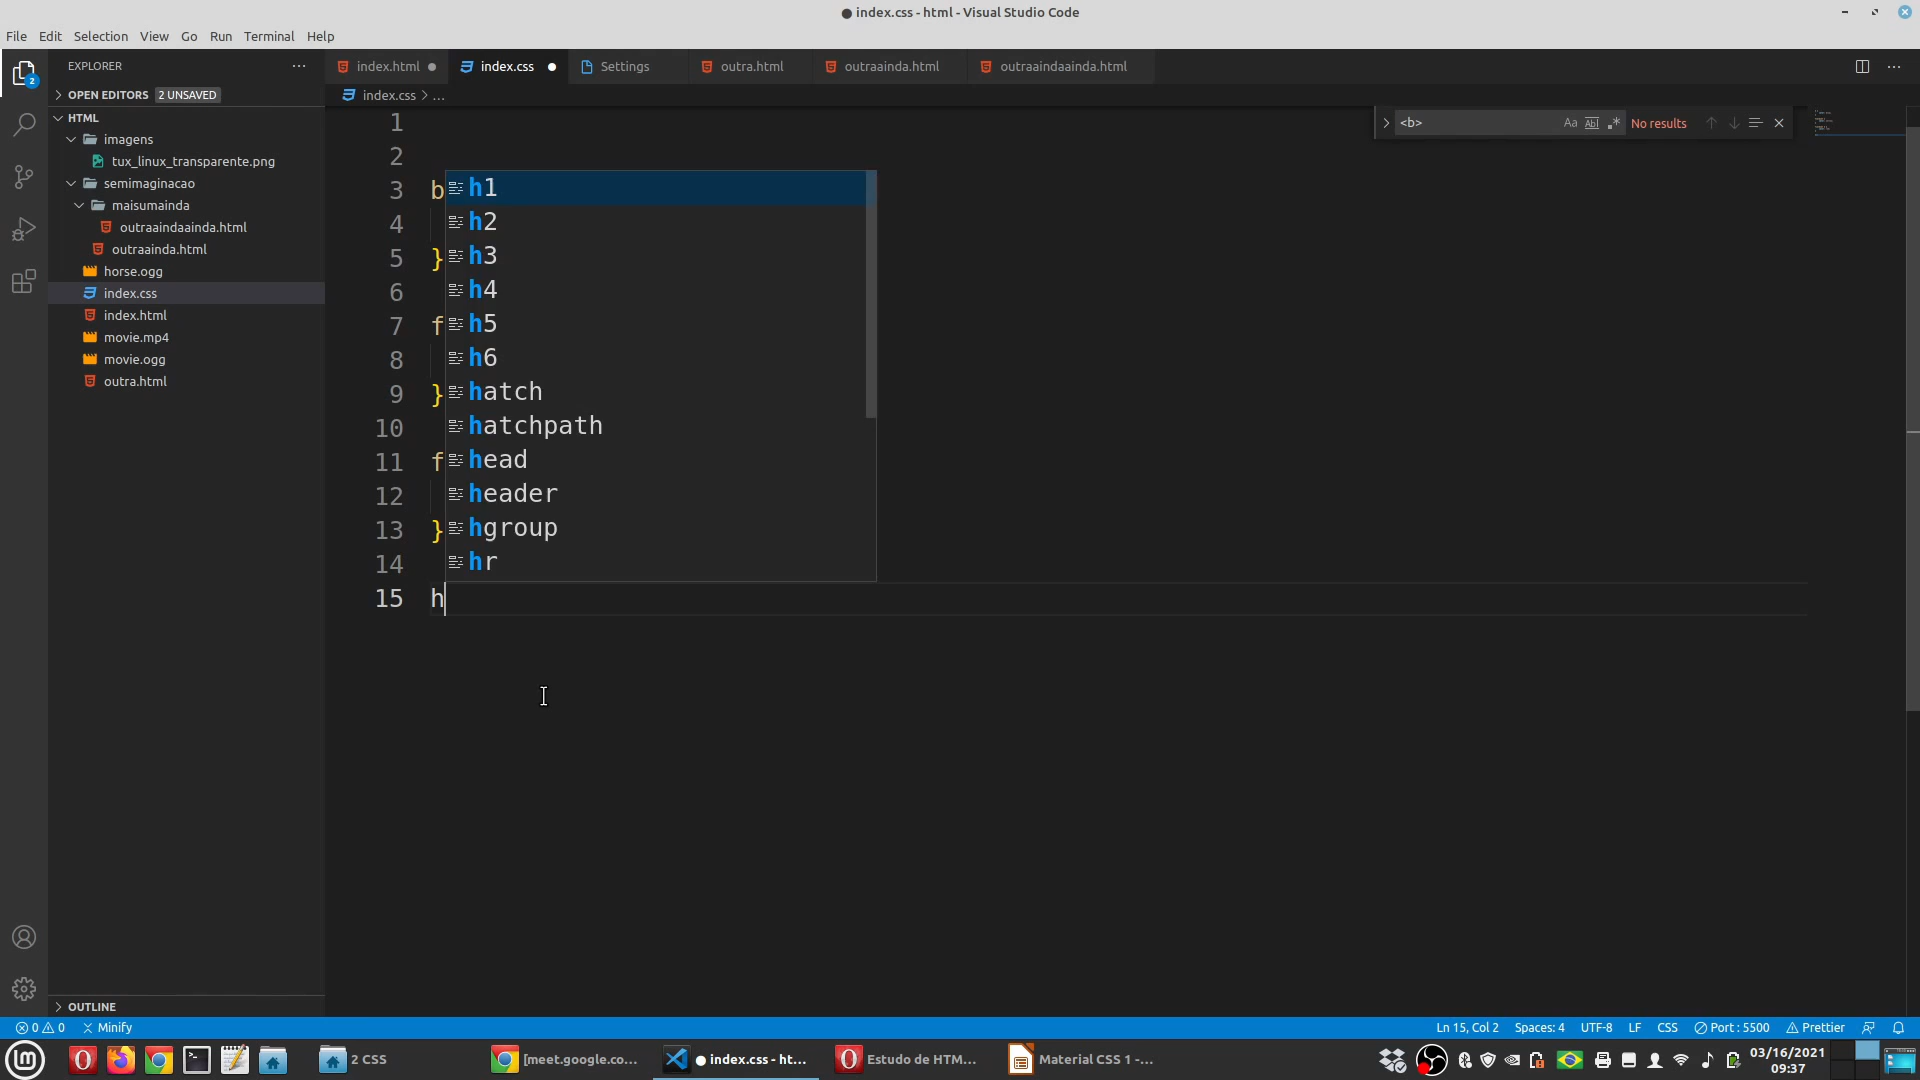 ● index.css - html - Visual Studio Code
File Edit Selection View Go Run Terminal Help
EXPLORER
OPEN EDITORS 2 UNSAVED
HTML
imagens
tux_linux_transparente.png
semimaginacao
maisumainda
outraaindaainda.html
outraainda.html
horse.ogg
index.css
index.html
movie.mp4
movie.ogg
outra.html
OUTLINE
index.html ● index.css ● Settings outra.html outraainda.html outraaindaainda.html
index.css > ...
<b> Aa Abl .* No results
1
2
3 b
4
5 }
6
7 f
8
9 }
10
11 f
12
13 }
14
15 h
h1
h2
h3
h4
h5
h6
hatch
hatchpath
head
header
hgroup
hr
2
0 0 Minify
Ln 15, Col 2 Spaces: 4 UTF-8 LF CSS Port : 5500 Prettier
2 CSS [meet.google.co... ● index.css - ht... Estudo de HTM... Material CSS 1 -...
03/16/2021
09:37